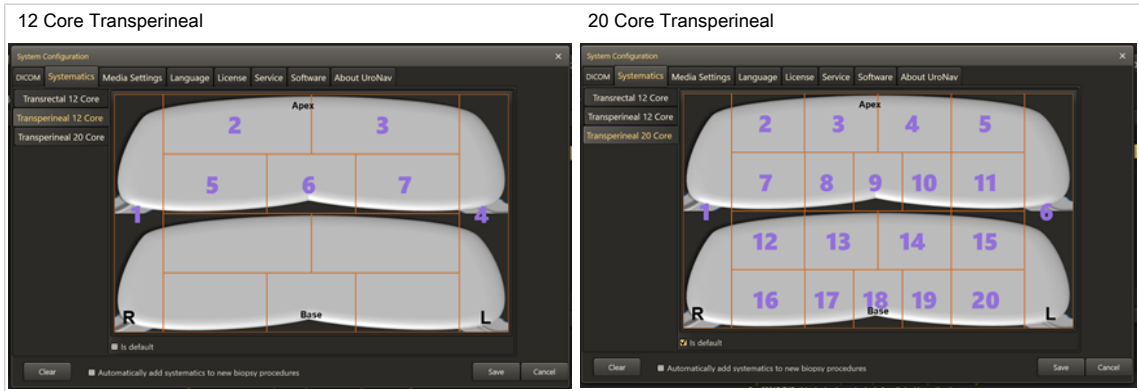 12 Core Transperineal
System Configuration
×
DICOM Systematics Media Settings Language License Service Software About UroNav
Transrectal 12 Core
Transperineal 12 Core
Transperineal 20 Core
Apex
2 3
5 6 7
1 4
R Base L
Is default
Clear
Automatically add systematics to new biopsy procedures
Save Cancel
20 Core Transperineal
System Configuration
×
DICOM Systematics Media Settings Language License Service Software About UroNav
Transrectal 12 Core
Transperineal 12 Core
Transperineal 20 Core
Apex
2 3 4 5
7 8 9 10 11
1 6
12 13 14 15
16 17 18 19 20
R Base L
Is default
Clear
Automatically add systematics to new biopsy procedures
Save Cancel